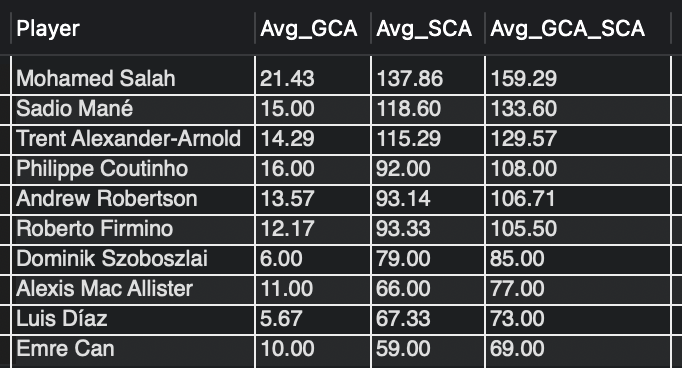 Player Avg_GCA Avg_SCA Avg_GCA_SCA
Mohamed Salah 21.43 137.86 159.29
Sadio Mané 15.00 118.60 133.60
Trent Alexander-Arnold 14.29 115.29 129.57
Philippe Coutinho 16.00 92.00 108.00
Andrew Robertson 13.57 93.14 106.71
Roberto Firmino 12.17 93.33 105.50
Dominik Szoboszlai 6.00 79.00 85.00
Alexis Mac Allister 11.00 66.00 77.00
Luis Díaz 5.67 67.33 73.00
Emre Can 10.00 59.00 69.00